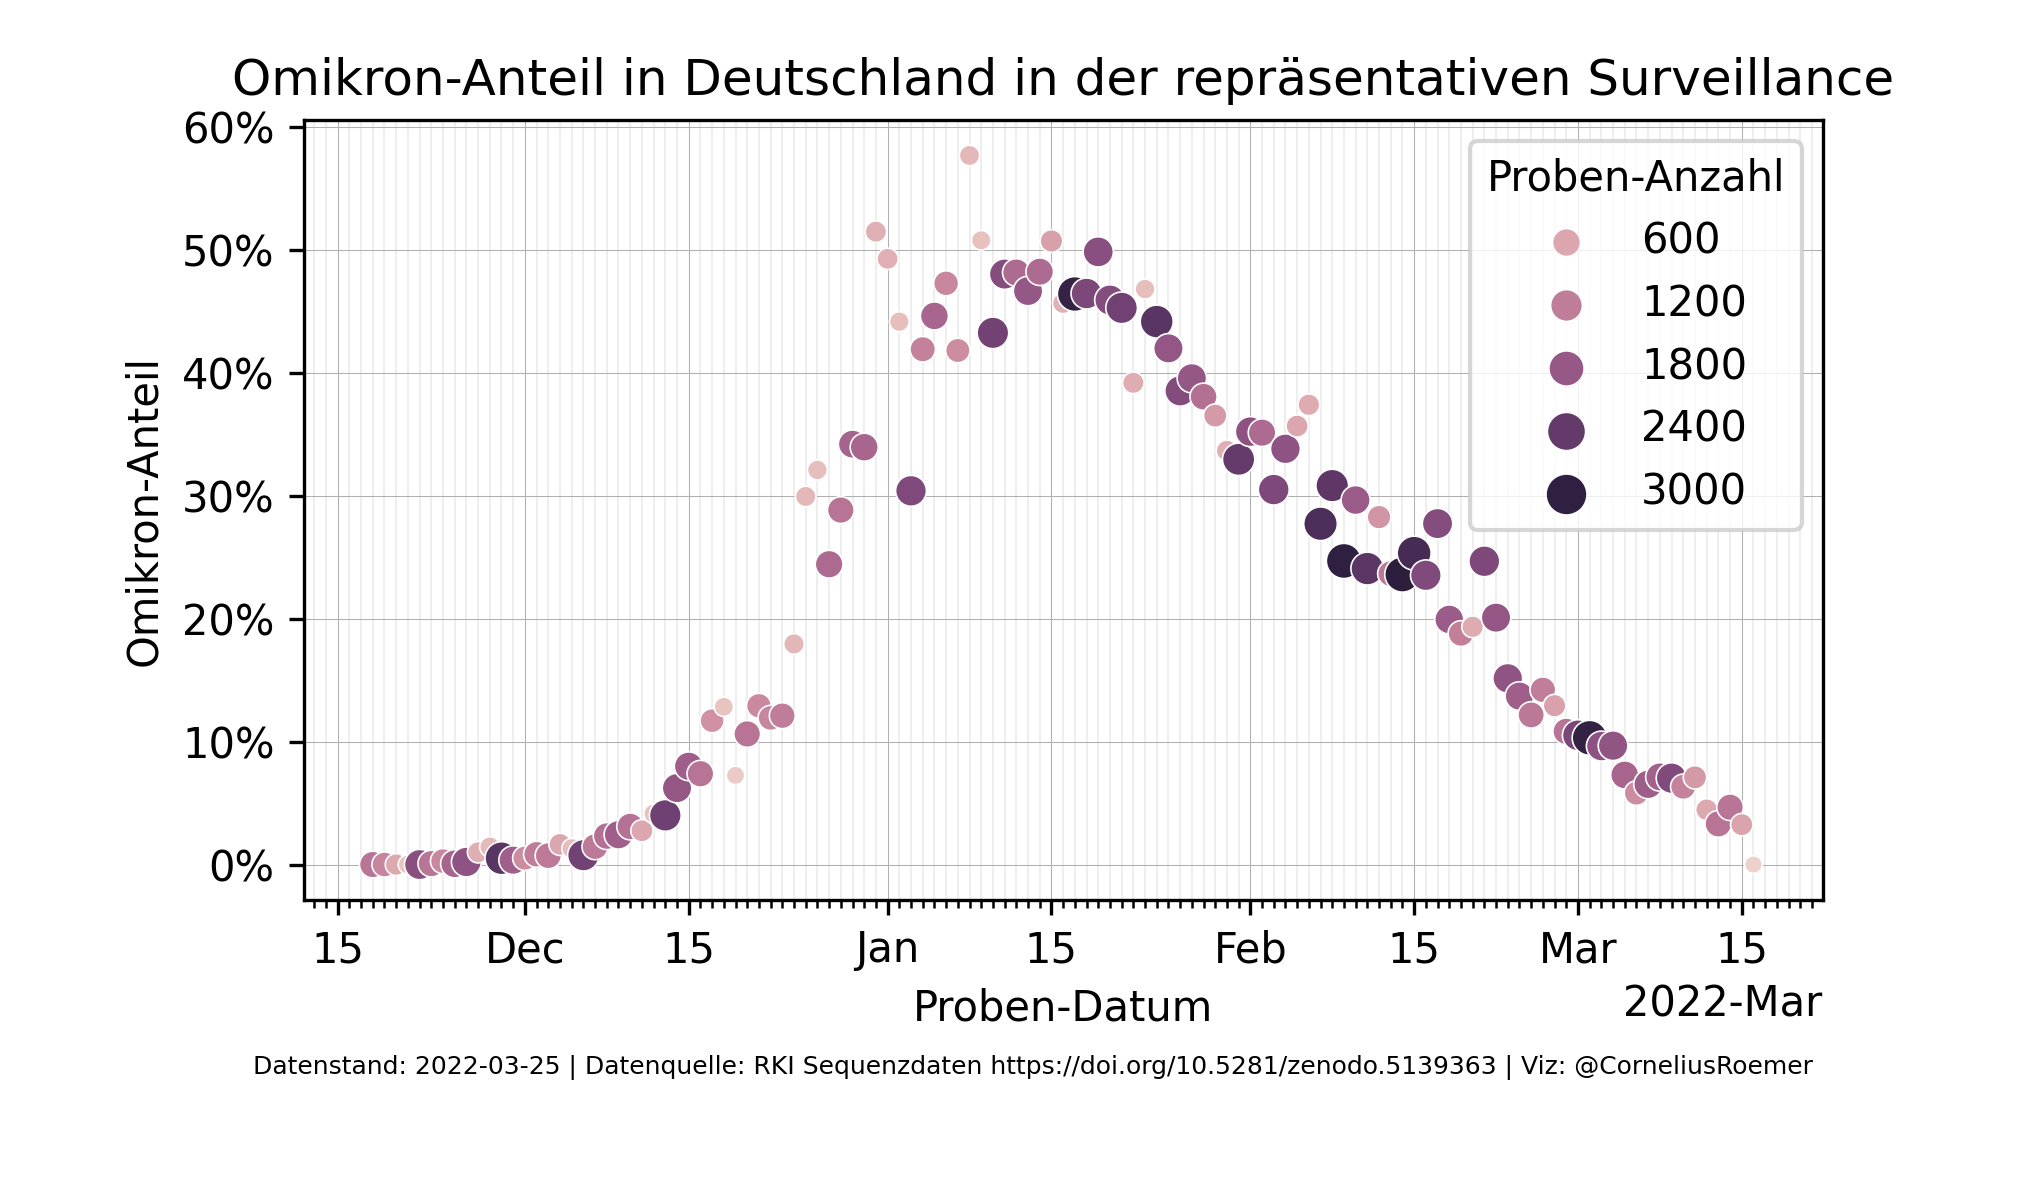 Omikron-Anteil in Deutschland in der repräsentativen Surveillance
60%
50%
40%
30%
20%
10%
0%
Omikron-Anteil
Proben-Anzahl
600
1200
1800
2400
3000
15 Dec 15 Jan 15 Feb 15 Mar 15
Proben-Datum
2022-Mar
Datenstand: 2022-03-25 | Datenquelle: RKI Sequenzdaten https://doi.org/10.5281/zenodo.5139363 | Viz: @CorneliusRoemer